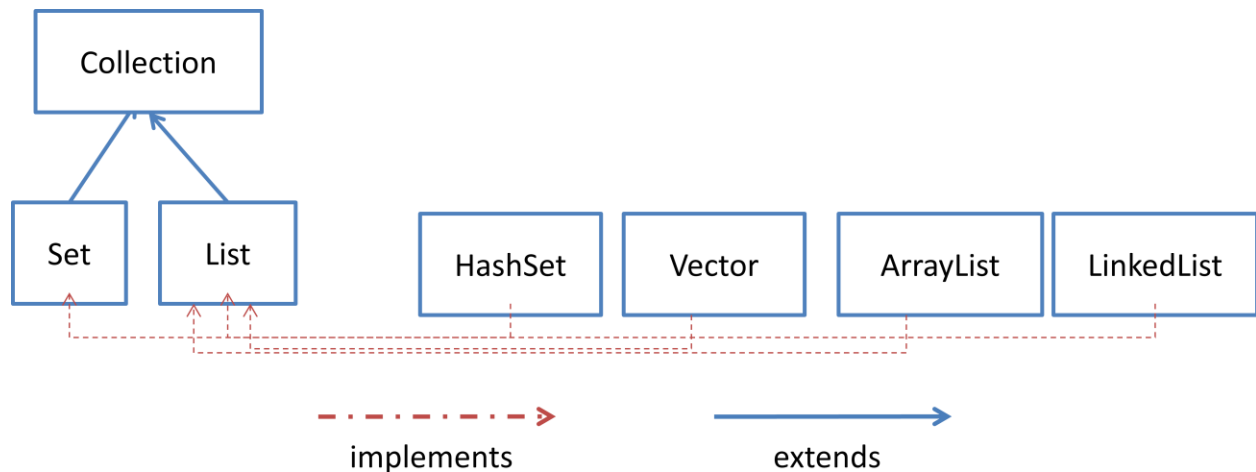 Collection
Set
List
HashSet
Vector
ArrayList
LinkedList
implements
extends